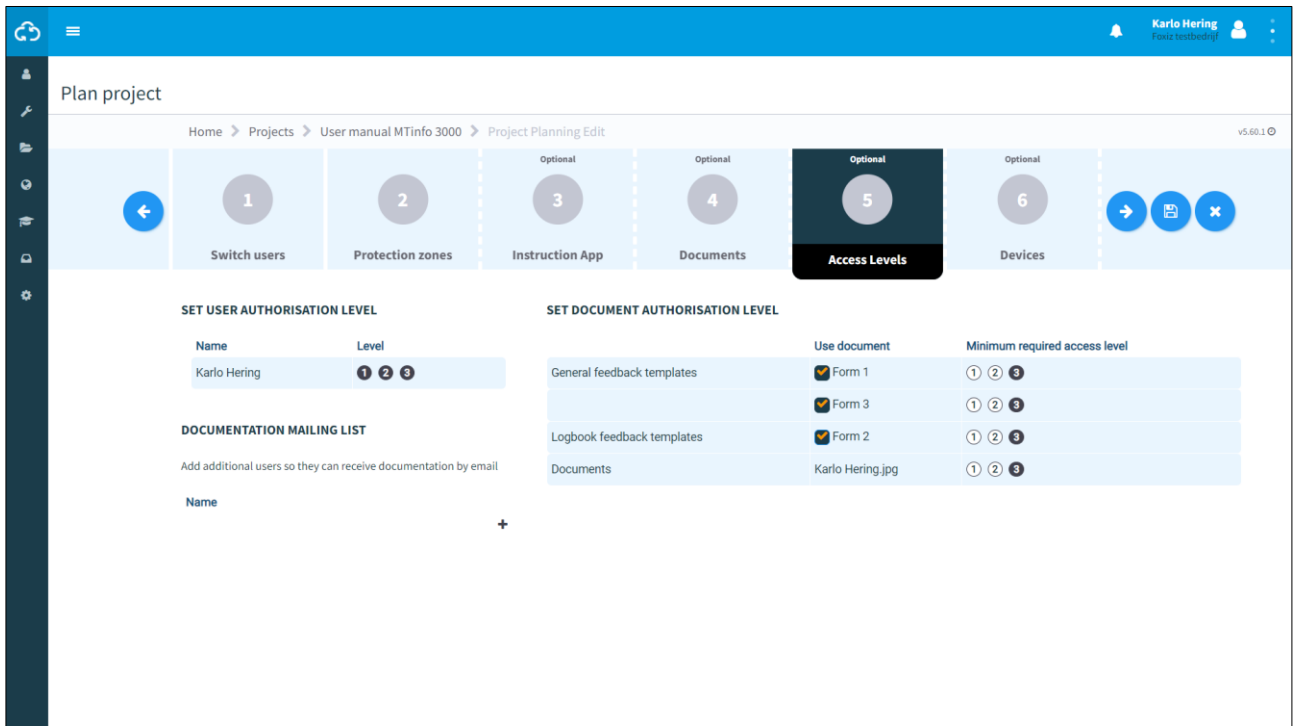 Karlo Hering
Foxiz testbedrijf
Plan project
Home Projects User manual MTinfo 3000 Project Planning Edit v5.60.1
Optional Optional Optional Optional
1 2 3 4 5 6
Switch users Protection zones Instruction App Documents Access Levels Devices
SET USER AUTHORISATION LEVEL SET DOCUMENT AUTHORISATION LEVEL
Name Level Use document Minimum required access level
Karlo Hering 1 2 3 General feedback templates Form 1 1 2 3
Form 3 1 2 3
DOCUMENTATION MAILING LIST Logbook feedback templates Form 2 1 2 3
Add additional users so they can receive documentation by email Documents Karlo Hering.jpg 1 2 3
Name
+